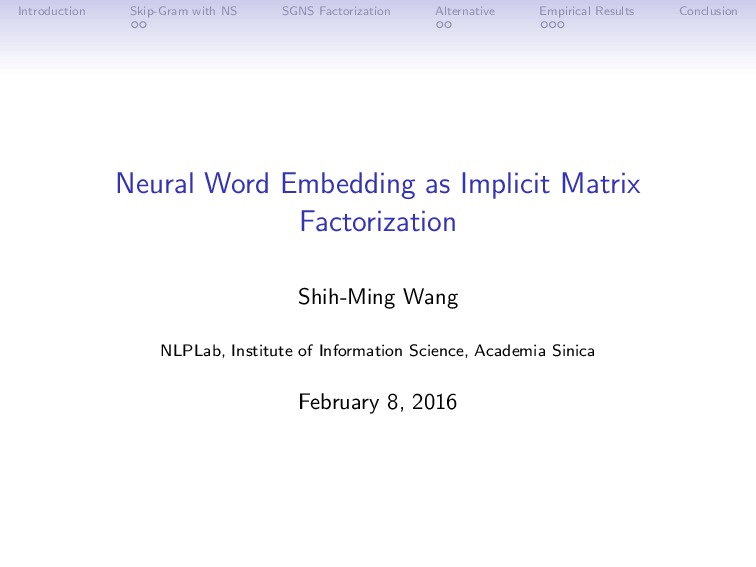 Introduction Skip-Gram with NS SGNS Factorization Alternative Empirical Results Conclusion
Neural Word Embedding as Implicit Matrix
Factorization
Shih-Ming Wang
NLPLab, Institute of Information Science, Academia Sinica
February 8, 2016